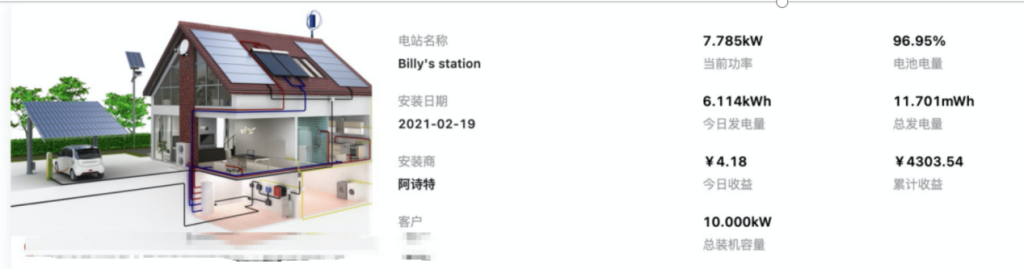 电站名称
Billy's station
安装日期
2021-02-19
安装商
阿诗特
客户
7.785kW
当前功率
6.114kWh
今日发电量
￥4.18
今日收益
10.000kW
总装机容量
96.95%
电池电量
11.701mWh
总发电量
￥4303.54
累计收益